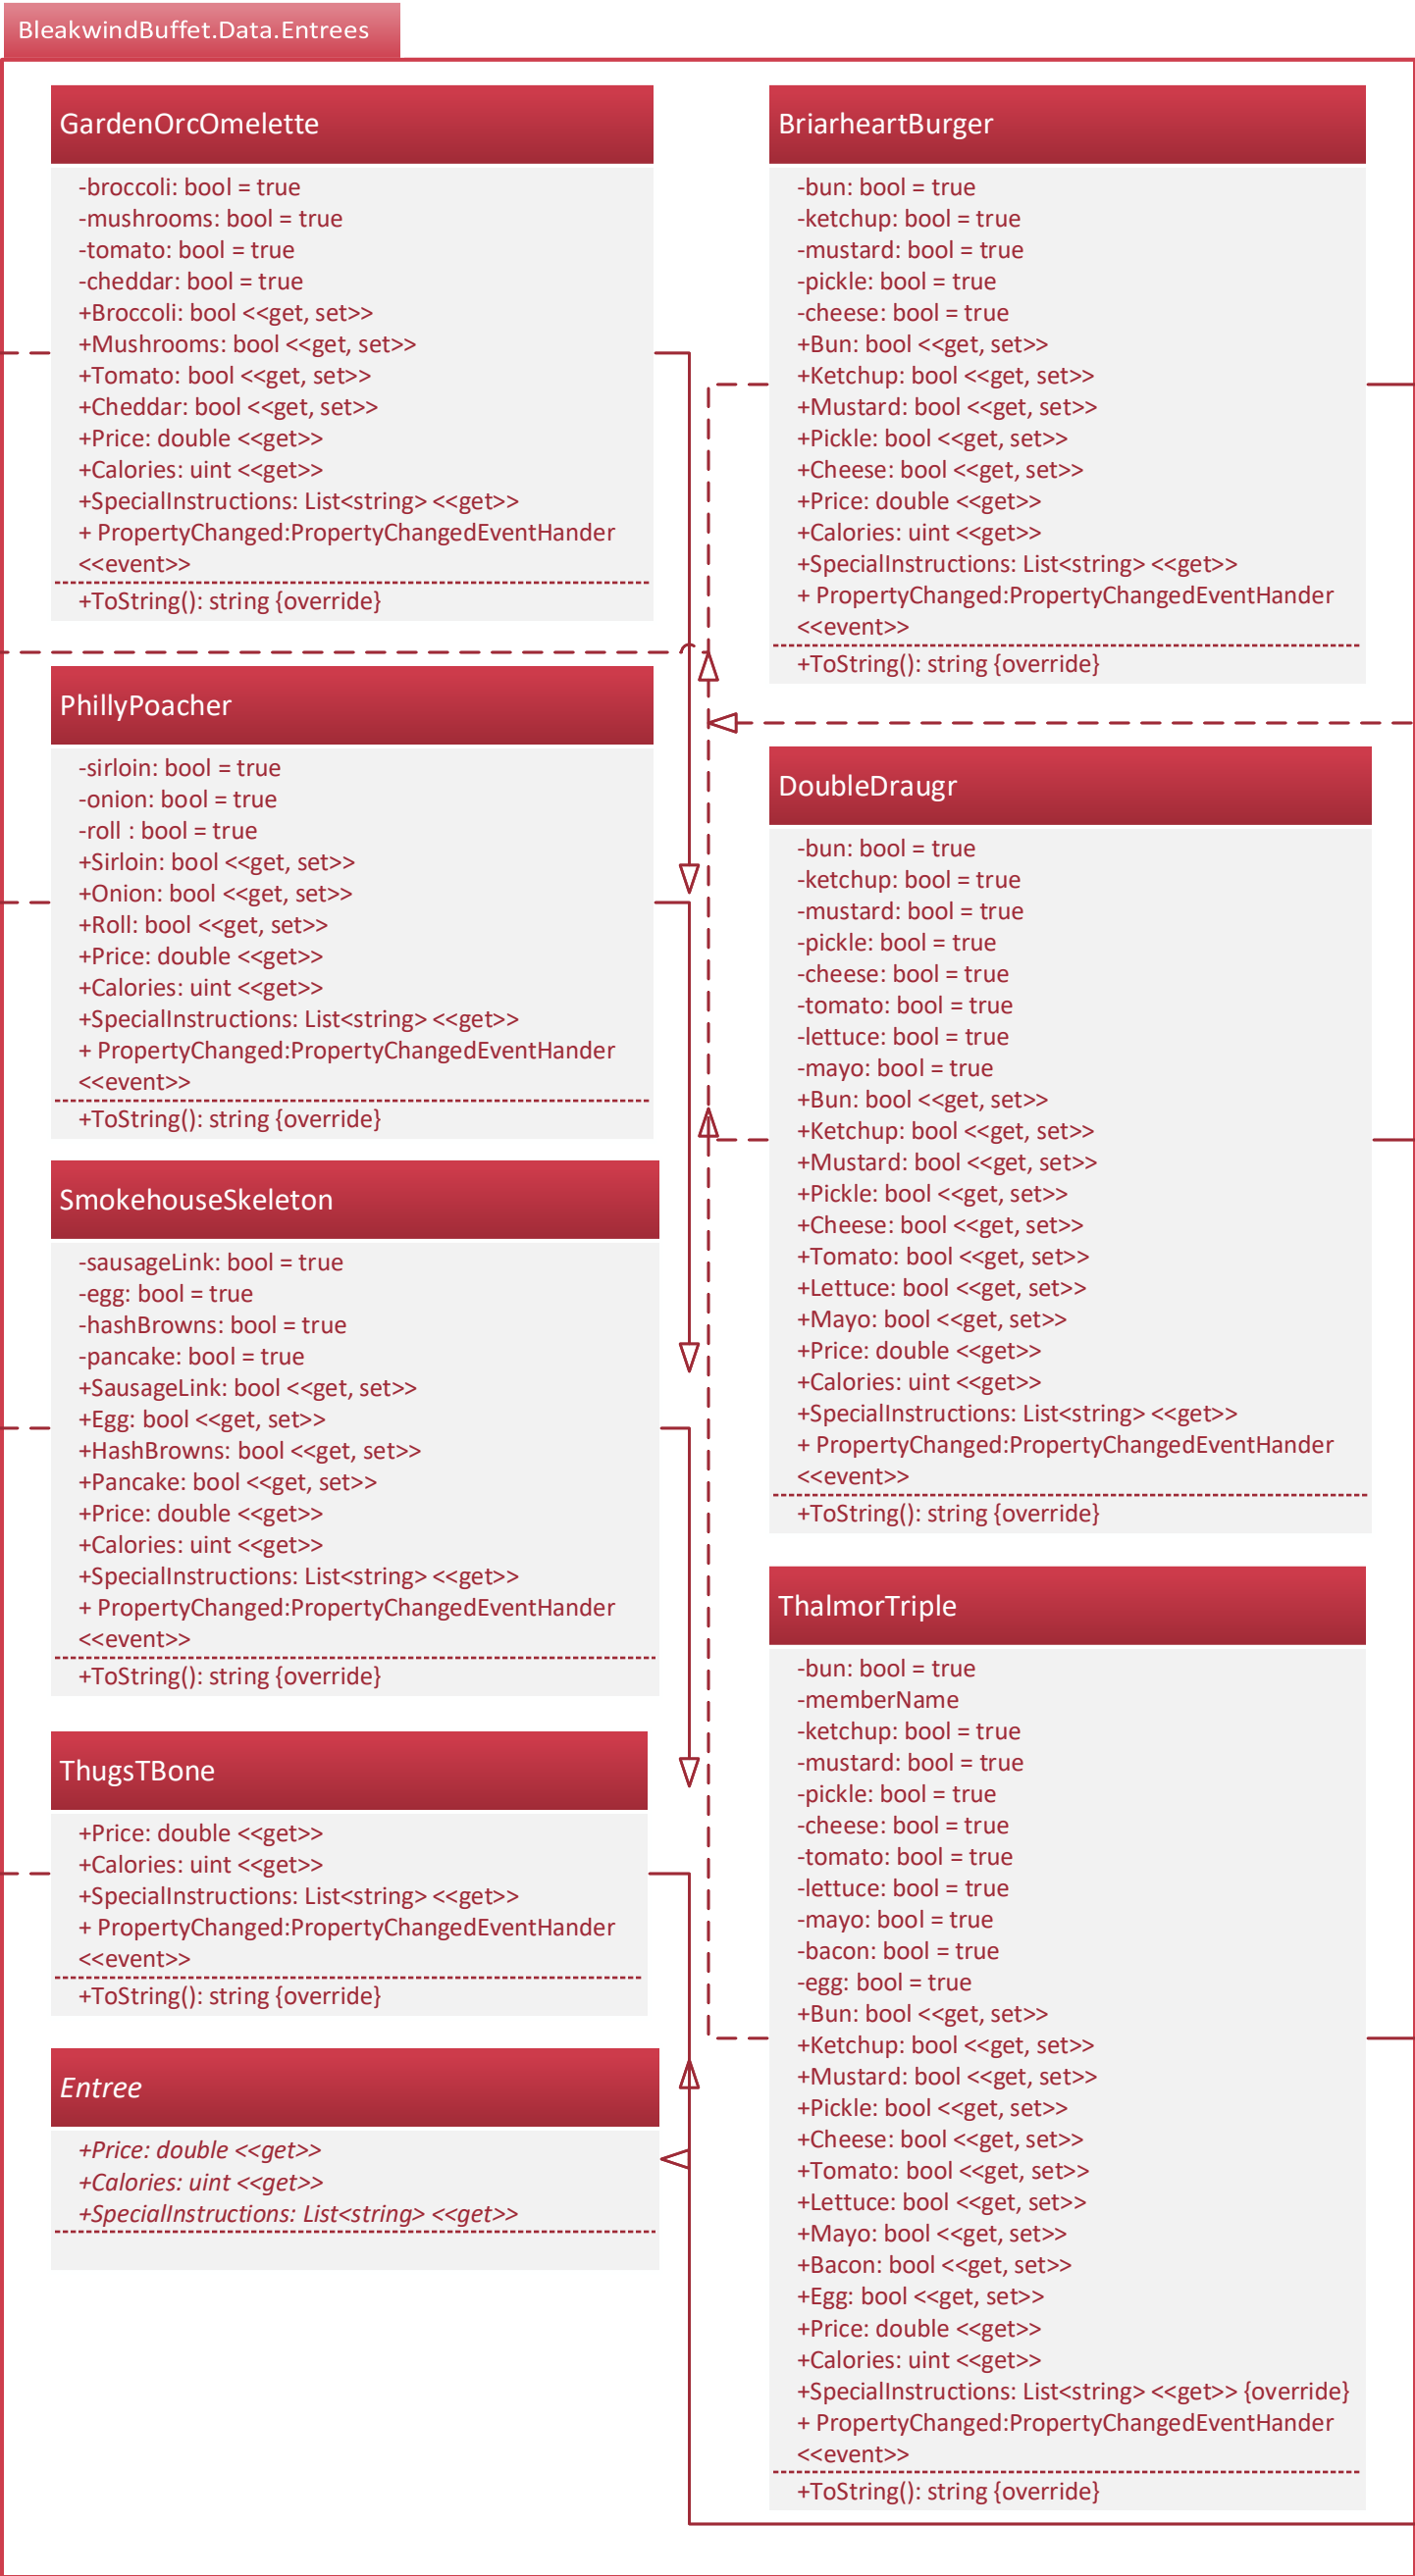 BleakwindBuffet.Data.Entrees
GardenOrcOmelette
-broccoli: bool = true
-mushrooms: bool = true
-tomato: bool = true
-cheddar: bool = true
+Broccoli: bool <<get, set>>
+Mushrooms: bool <<get, set>>
+Tomato: bool <<get, set>>
+Cheddar: bool <<get, set>>
+Price: double <<get>>
+Calories: uint <<get>>
+SpecialInstructions: List<string> <<get>>
+ PropertyChanged:PropertyChangedEventHander
<<event>>
+ToString(): string {override}
PhillyPoacher
-sirloin: bool = true
-onion: bool = true
-roll : bool = true
+Sirloin: bool <<get, set>>
+Onion: bool <<get, set>>
+Roll: bool <<get, set>>
+Price: double <<get>>
+Calories: uint <<get>>
+SpecialInstructions: List<string> <<get>>
+ PropertyChanged:PropertyChangedEventHander
<<event>>
+ToString(): string {override}
SmokehouseSkeleton
-sausageLink: bool = true
-egg: bool = true
-hashBrowns: bool = true
-pancake: bool = true
+SausageLink: bool <<get, set>>
+Egg: bool <<get, set>>
+HashBrowns: bool <<get, set>>
+Pancake: bool <<get, set>>
+Price: double <<get>>
+Calories: uint <<get>>
+SpecialInstructions: List<string> <<get>>
+ PropertyChanged:PropertyChangedEventHander
<<event>>
+ToString(): string {override}
ThugsTBone
+Price: double <<get>>
+Calories: uint <<get>>
+SpecialInstructions: List<string> <<get>>
+ PropertyChanged:PropertyChangedEventHander
<<event>>
+ToString(): string {override}
Entree
+Price: double <<get>>
+Calories: uint <<get>>
+SpecialInstructions: List<string> <<get>>
BriarheartBurger
-bun: bool = true
-ketchup: bool = true
-mustard: bool = true
-pickle: bool = true
-cheese: bool = true
+Bun: bool <<get, set>>
+Ketchup: bool <<get, set>>
+Mustard: bool <<get, set>>
+Pickle: bool <<get, set>>
+Cheese: bool <<get, set>>
+Price: double <<get>>
+Calories: uint <<get>>
+SpecialInstructions: List<string> <<get>>
+ PropertyChanged:PropertyChangedEventHander
<<event>>
+ToString(): string {override}
DoubleDraugr
-bun: bool = true
-ketchup: bool = true
-mustard: bool = true
-pickle: bool = true
-cheese: bool = true
-tomato: bool = true
-lettuce: bool = true
-mayo: bool = true
+Bun: bool <<get, set>>
+Ketchup: bool <<get, set>>
+Mustard: bool <<get, set>>
+Pickle: bool <<get, set>>
+Cheese: bool <<get, set>>
+Tomato: bool <<get, set>>
+Lettuce: bool <<get, set>>
+Mayo: bool <<get, set>>
+Price: double <<get>>
+Calories: uint <<get>>
+SpecialInstructions: List<string> <<get>>
+ PropertyChanged:PropertyChangedEventHander
<<event>>
+ToString(): string {override}
ThalmorTriple
-bun: bool = true
-memberName
-ketchup: bool = true
-mustard: bool = true
-pickle: bool = true
-cheese: bool = true
-tomato: bool = true
-lettuce: bool = true
-mayo: bool = true
-bacon: bool = true
-egg: bool = true
+Bun: bool <<get, set>>
+Ketchup: bool <<get, set>>
+Mustard: bool <<get, set>>
+Pickle: bool <<get, set>>
+Cheese: bool <<get, set>>
+Tomato: bool <<get, set>>
+Lettuce: bool <<get, set>>
+Mayo: bool <<get, set>>
+Bacon: bool <<get, set>>
+Egg: bool <<get, set>>
+Price: double <<get>>
+Calories: uint <<get>>
+SpecialInstructions: List<string> <<get>> {override}
+ PropertyChanged:PropertyChangedEventHander
<<event>>
+ToString(): string {override}